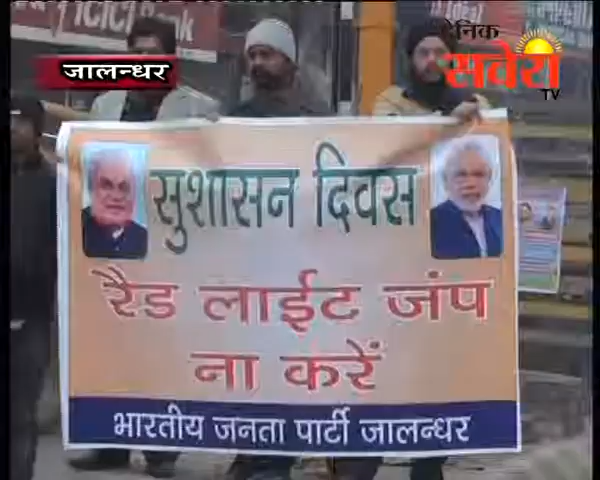 दैनिक
सवेरा
TV
जालन्धर
सुशासन दिवस
रैड लाईट जंप
ना करें
भारतीय जनता पार्टी जालन्धर